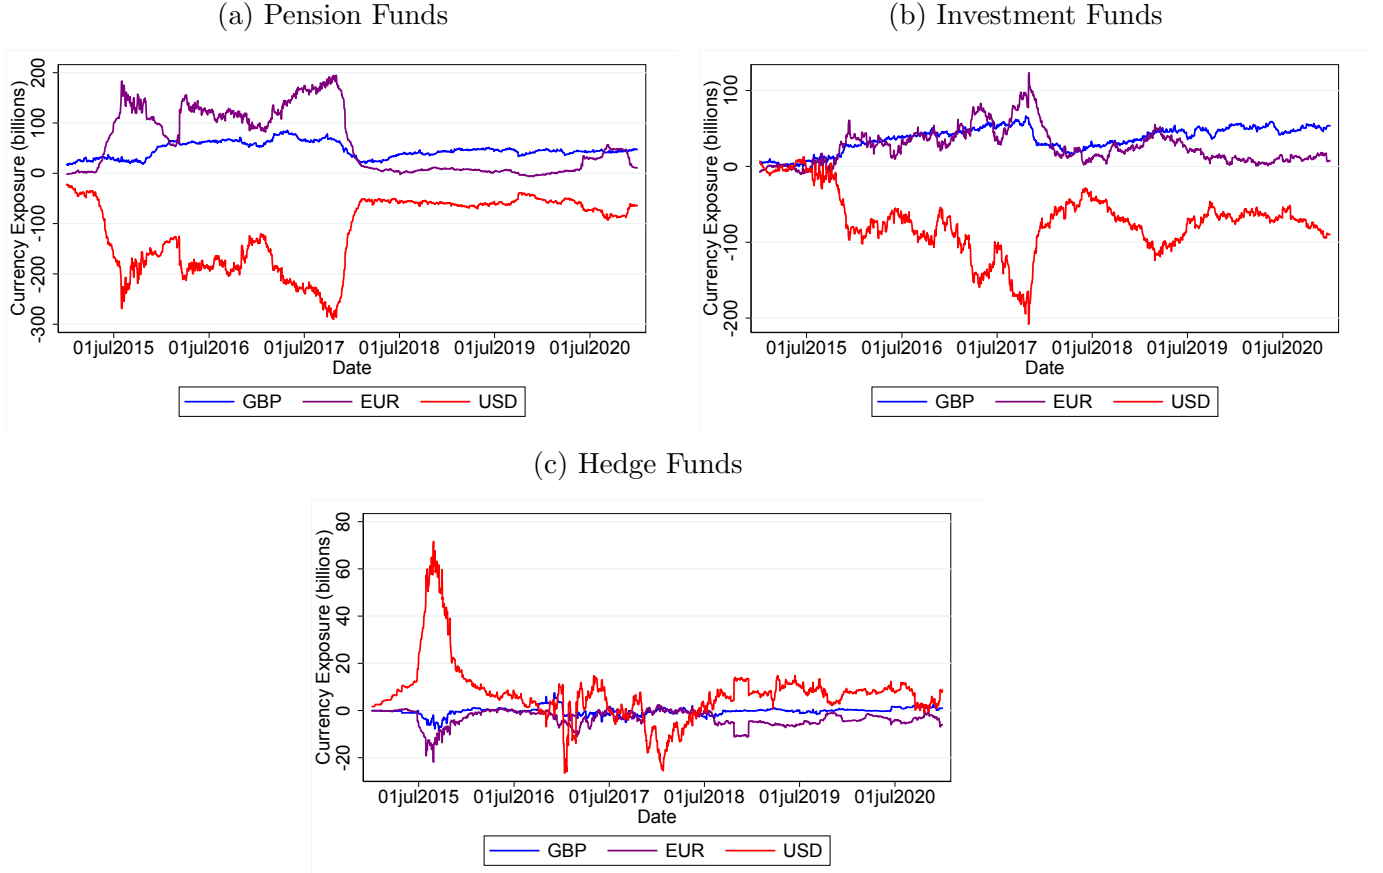 (a) Pension Funds
Currency Exposure (billions)
200
100
0
-100
-200
-300
01jul2015 01jul2016 01jul2017 01jul2018 01jul2019 01jul2020
Date
GBP EUR USD
(b) Investment Funds
Currency Exposure (billions)
100
0
-100
-200
01jul2015 01jul2016 01jul2017 01jul2018 01jul2019 01jul2020
Date
GBP EUR USD
(c) Hedge Funds
Currency Exposure (billions)
80
60
40
20
0
-20
01jul2015 01jul2016 01jul2017 01jul2018 01jul2019 01jul2020
Date
GBP EUR USD